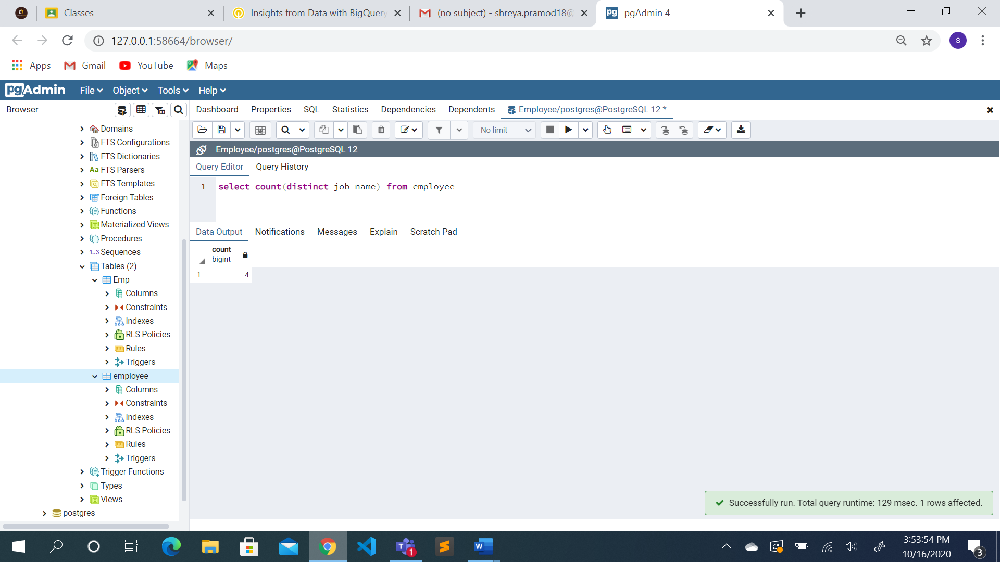 Classes
Insights from Data with BigQuery
(no subject) - shreya.pramod18@
pgAdmin 4
127.0.0.1:58664/browser/
S
Apps
Gmail
YouTube
Maps
pgAdmin
File
Object
Tools
Help
Browser
Dashboard
Properties
SQL
Statistics
Dependencies
Dependents
Employee/postgres@PostgreSQL 12 *
Domains
FTS Configurations
FTS Dictionaries
Aa FTS Parsers
FTS Templates
Foreign Tables
Functions
Materialized Views
Procedures
1..3 Sequences
Tables (2)
Emp
Columns
Constraints
Indexes
RLS Policies
Rules
Triggers
employee
Columns
Constraints
Indexes
RLS Policies
Rules
Triggers
Trigger Functions
Types
Views
postgres
No limit
Employee/postgres@PostgreSQL 12
Query Editor
Query History
1 select count(distinct job_name) from employee
Data Output
Notifications
Messages
Explain
Scratch Pad
count
bigint
1 4
Successfully run. Total query runtime: 129 msec. 1 rows affected.
T
1
W
3:53:54 PM
10/16/2020
3